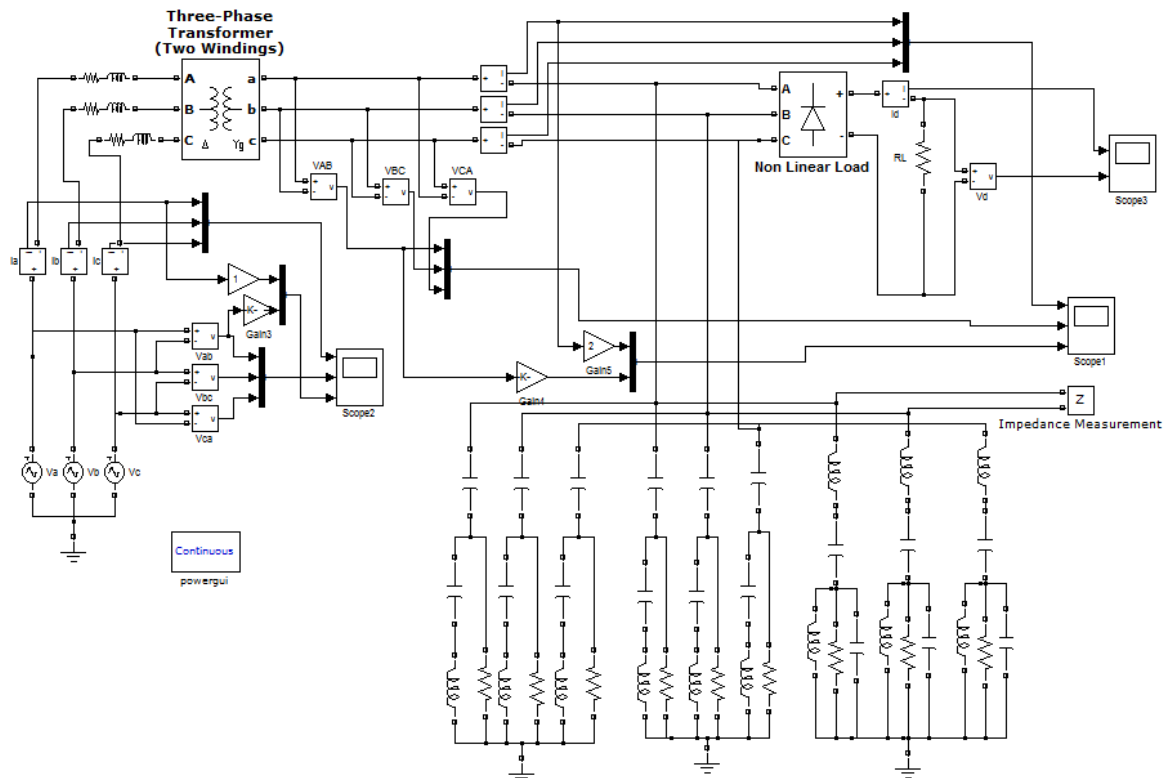 Three-Phase
Transformer
(Two Windings)
A
B
C
a
b
c
Δ
Yg
+
-
i
+
-
i
+
-
i
A
B
C
+
-
Non Linear Load
+
-
i
Id
RL
+
-
v
Vd
Scope3
VAB
+
-
v
VBC
+
-
v
VCA
+
-
v
Ia
Ib
Ic
1
K-
Gain3
+
-
v
Vab
+
-
v
Vbc
+
-
v
Vca
Scope2
2
Gain5
K-
Gain4
Scope1
Z
Impedance Measurement
Va
Vb
Vc
Continuous
powergui